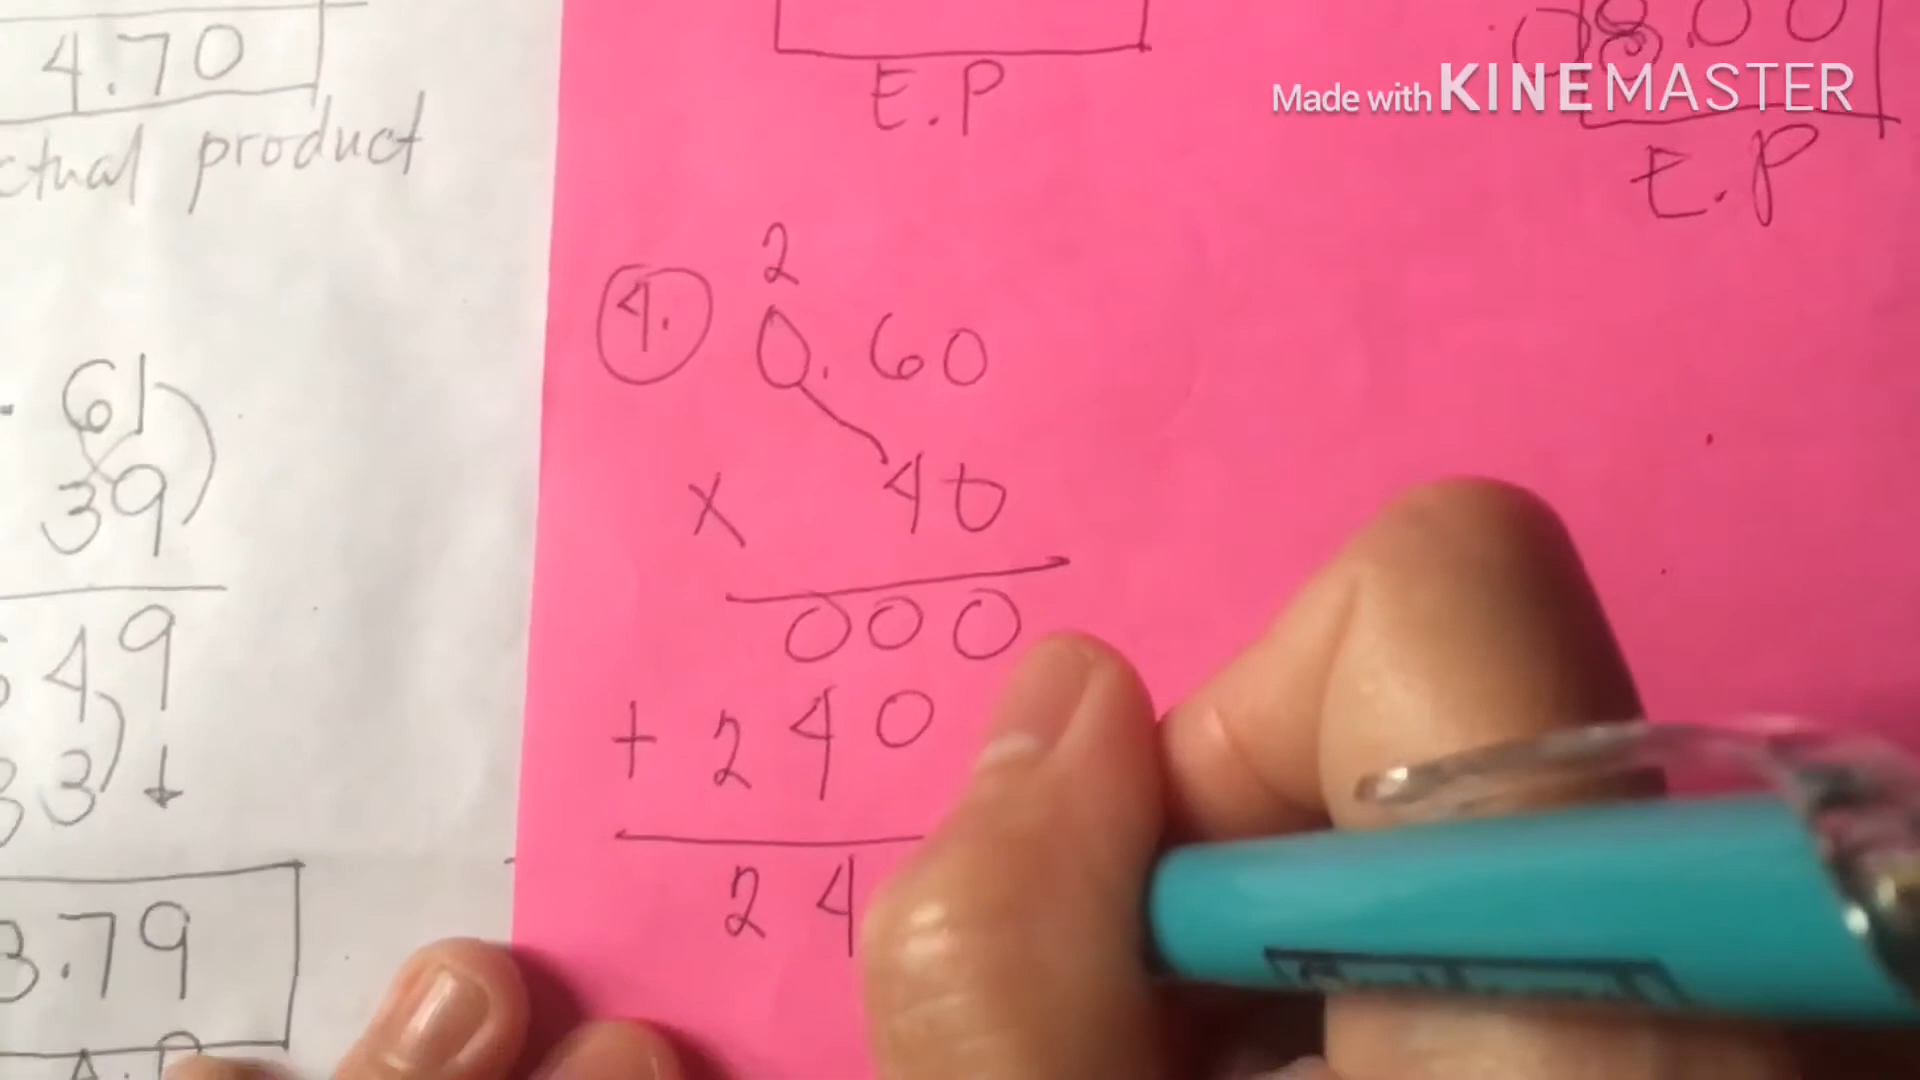 4.70
product
61
39
49
33
3.79
E.P
8.00
Made with KINEMASTER
E.P
2
4. 0.60
x 40
000
+ 240
24